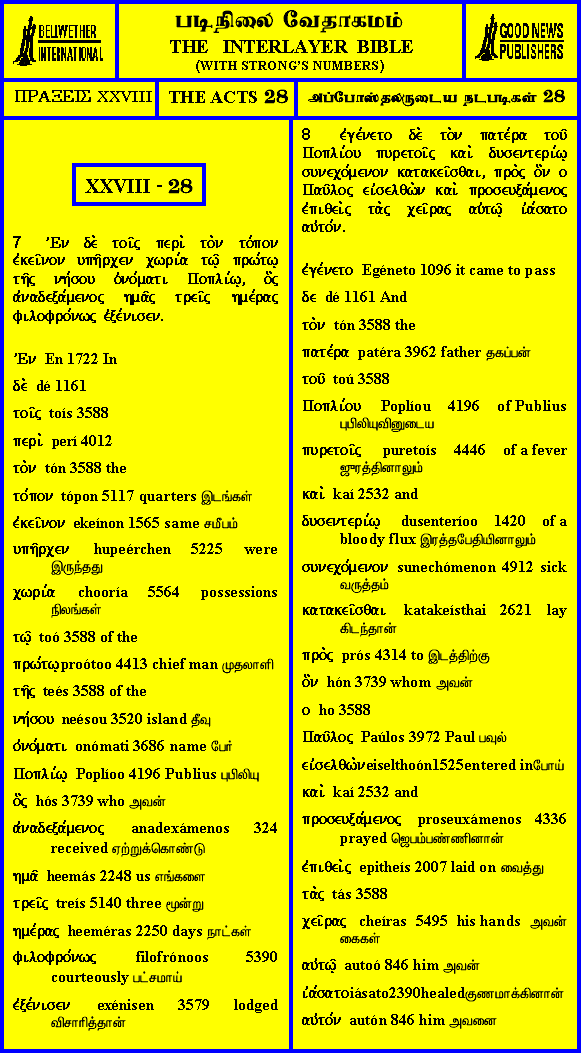 BELLWETHER
INTERNATIONAL
படிநிலை வேதாகமம்
THE INTERLAYER BIBLE
(WITH STRONG'S NUMBERS)
GOOD NEWS
PUBLISHERS
ΠΡΑΞΕΙΣ XXVIII
THE ACTS 28
அப்போஸ்தலருடைய நடபடிகள் 28
XXVIII - 28
7 Ἐν δὲ τοῖς περὶ τὸν τόπον
ἐκεῖνον υπῆρχεν χωρία τῷ πρώτῳ
τῆς νήσου ὀνόματι Ποπλίῳ, ὃς
ἀναδεξάμενος ημᾶς τρεῖς ημέρας
φιλοφρόνως ἐξένισεν.
Ἐν En 1722 In
δὲ dé 1161
τοῖς toís 3588
περὶ perí 4012
τὸν tón 3588 the
τόπον tópon 5117 quarters இடங்கள்
ἐκεῖνον ekeínon 1565 same சமீபம்
υπῆρχεν hupeérchen 5225 were
இருந்தது
χωρία chooría 5564 possessions
நிலங்கள்
τῷ toó 3588 of the
πρώτῳ proótoo 4413 chief man முதலாளி
τῆς teés 3588 of the
νήσου neésou 3520 island தீவு
ὀνόματι onómati 3686 name பேர்
Ποπλίῳ Poplíoo 4196 Publius புபிலியு
ὃς hós 3739 who அவன்
ἀναδεξάμενος anadexámenos 324
received ஏற்றுக்கொண்டு
ημᾶ heemás 2248 us எங்களை
τρεῖς treís 5140 three மூன்று
ημέρας heeméras 2250 days நாட்கள்
φιλοφρόνως filofrónoos 5390
courteously பட்சமாய்
ἐξένισεν exénisen 3579 lodged
விசாரித்தான்
8 ἐγένετο δὲ τὸν πατέρα τοῦ
Ποπλίου πυρετοῖς καὶ δυσεντερίῳ
συνεχόμενον κατακεῖσθαι, πρὸς ὃν ο
Παῦλος εἰσελθὼν καὶ προσευξάμενος
ἐπιθεὶς τὰς χεῖρας αὐτῷ ἰάσατο
αὐτόν.
ἐγένετο Egéneto 1096 it came to pass
δε dé 1161 And
τὸν tón 3588 the
πατέρα patéra 3962 father தகப்பன்
τοῦ toú 3588
Ποπλίου Poplíou 4196 of Publius
புபிலியுவினுடைய
πυρετοῖς puretoís 4446 of a fever
ஜுரத்தினாலும்
καὶ kaí 2532 and
δυσεντερίῳ dusenteríoo 1420 of a
bloody flux இரத்தபேதியினாலும்
συνεχόμενον sunechómenon 4912 sick
வருத்தம்
κατακεῖσθαι katakeísthai 2621 lay
கிடந்தான்
πρὸς prós 4314 to இடத்திற்கு
ὃν hón 3739 whom அவன்
ο ho 3588
Παῦλος Paúlos 3972 Paul பவுல்
εἰσελθὼν eiselthoón 1525 entered in போய்
καὶ kaí 2532 and
προσευξάμενος proseuxámenos 4336
prayed ஜெபம்பண்ணினான்
ἐπιθεὶς epitheís 2007 laid on வைத்து
τὰς tás 3588
χεῖρας cheíras 5495 his hands அவன்
கைகள்
αὐτῷ autoó 846 him அவன்
ἰάσατο iásato 2390 healed குணமாக்கினான்
αὐτόν autón 846 him அவனை